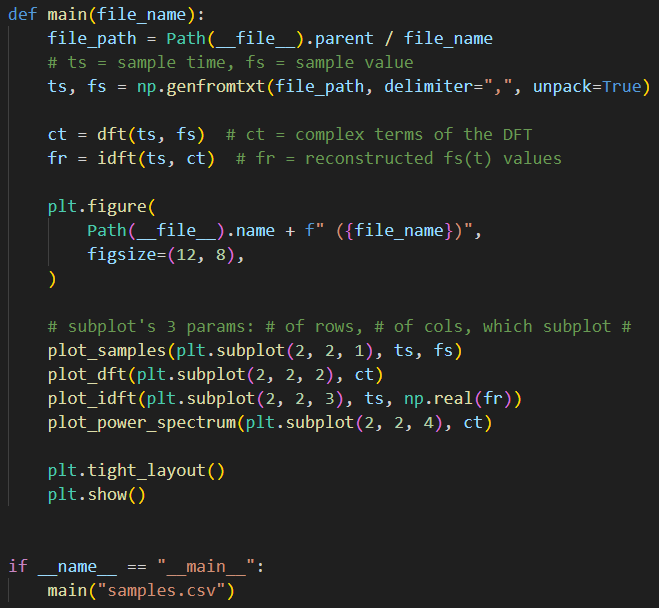 def main(file_name):
    file_path = Path(__file__).parent / file_name
    # ts = sample time, fs = sample value
    ts, fs = np.genfromtxt(file_path, delimiter=",", unpack=True)

    ct = dft(ts, fs)  # ct = complex terms of the DFT
    fr = idft(ts, ct)  # fr = reconstructed fs(t) values

    plt.figure(
        Path(__file__).name + f" ({file_name})",
        figsize=(12, 8),
    )

    # subplot's 3 params: # of rows, # of cols, which subplot #
    plot_samples(plt.subplot(2, 2, 1), ts, fs)
    plot_dft(plt.subplot(2, 2, 2), ct)
    plot_idft(plt.subplot(2, 2, 3), ts, np.real(fr))
    plot_power_spectrum(plt.subplot(2, 2, 4), ct)

    plt.tight_layout()
    plt.show()


if __name__ == "__main__":
    main("samples.csv")